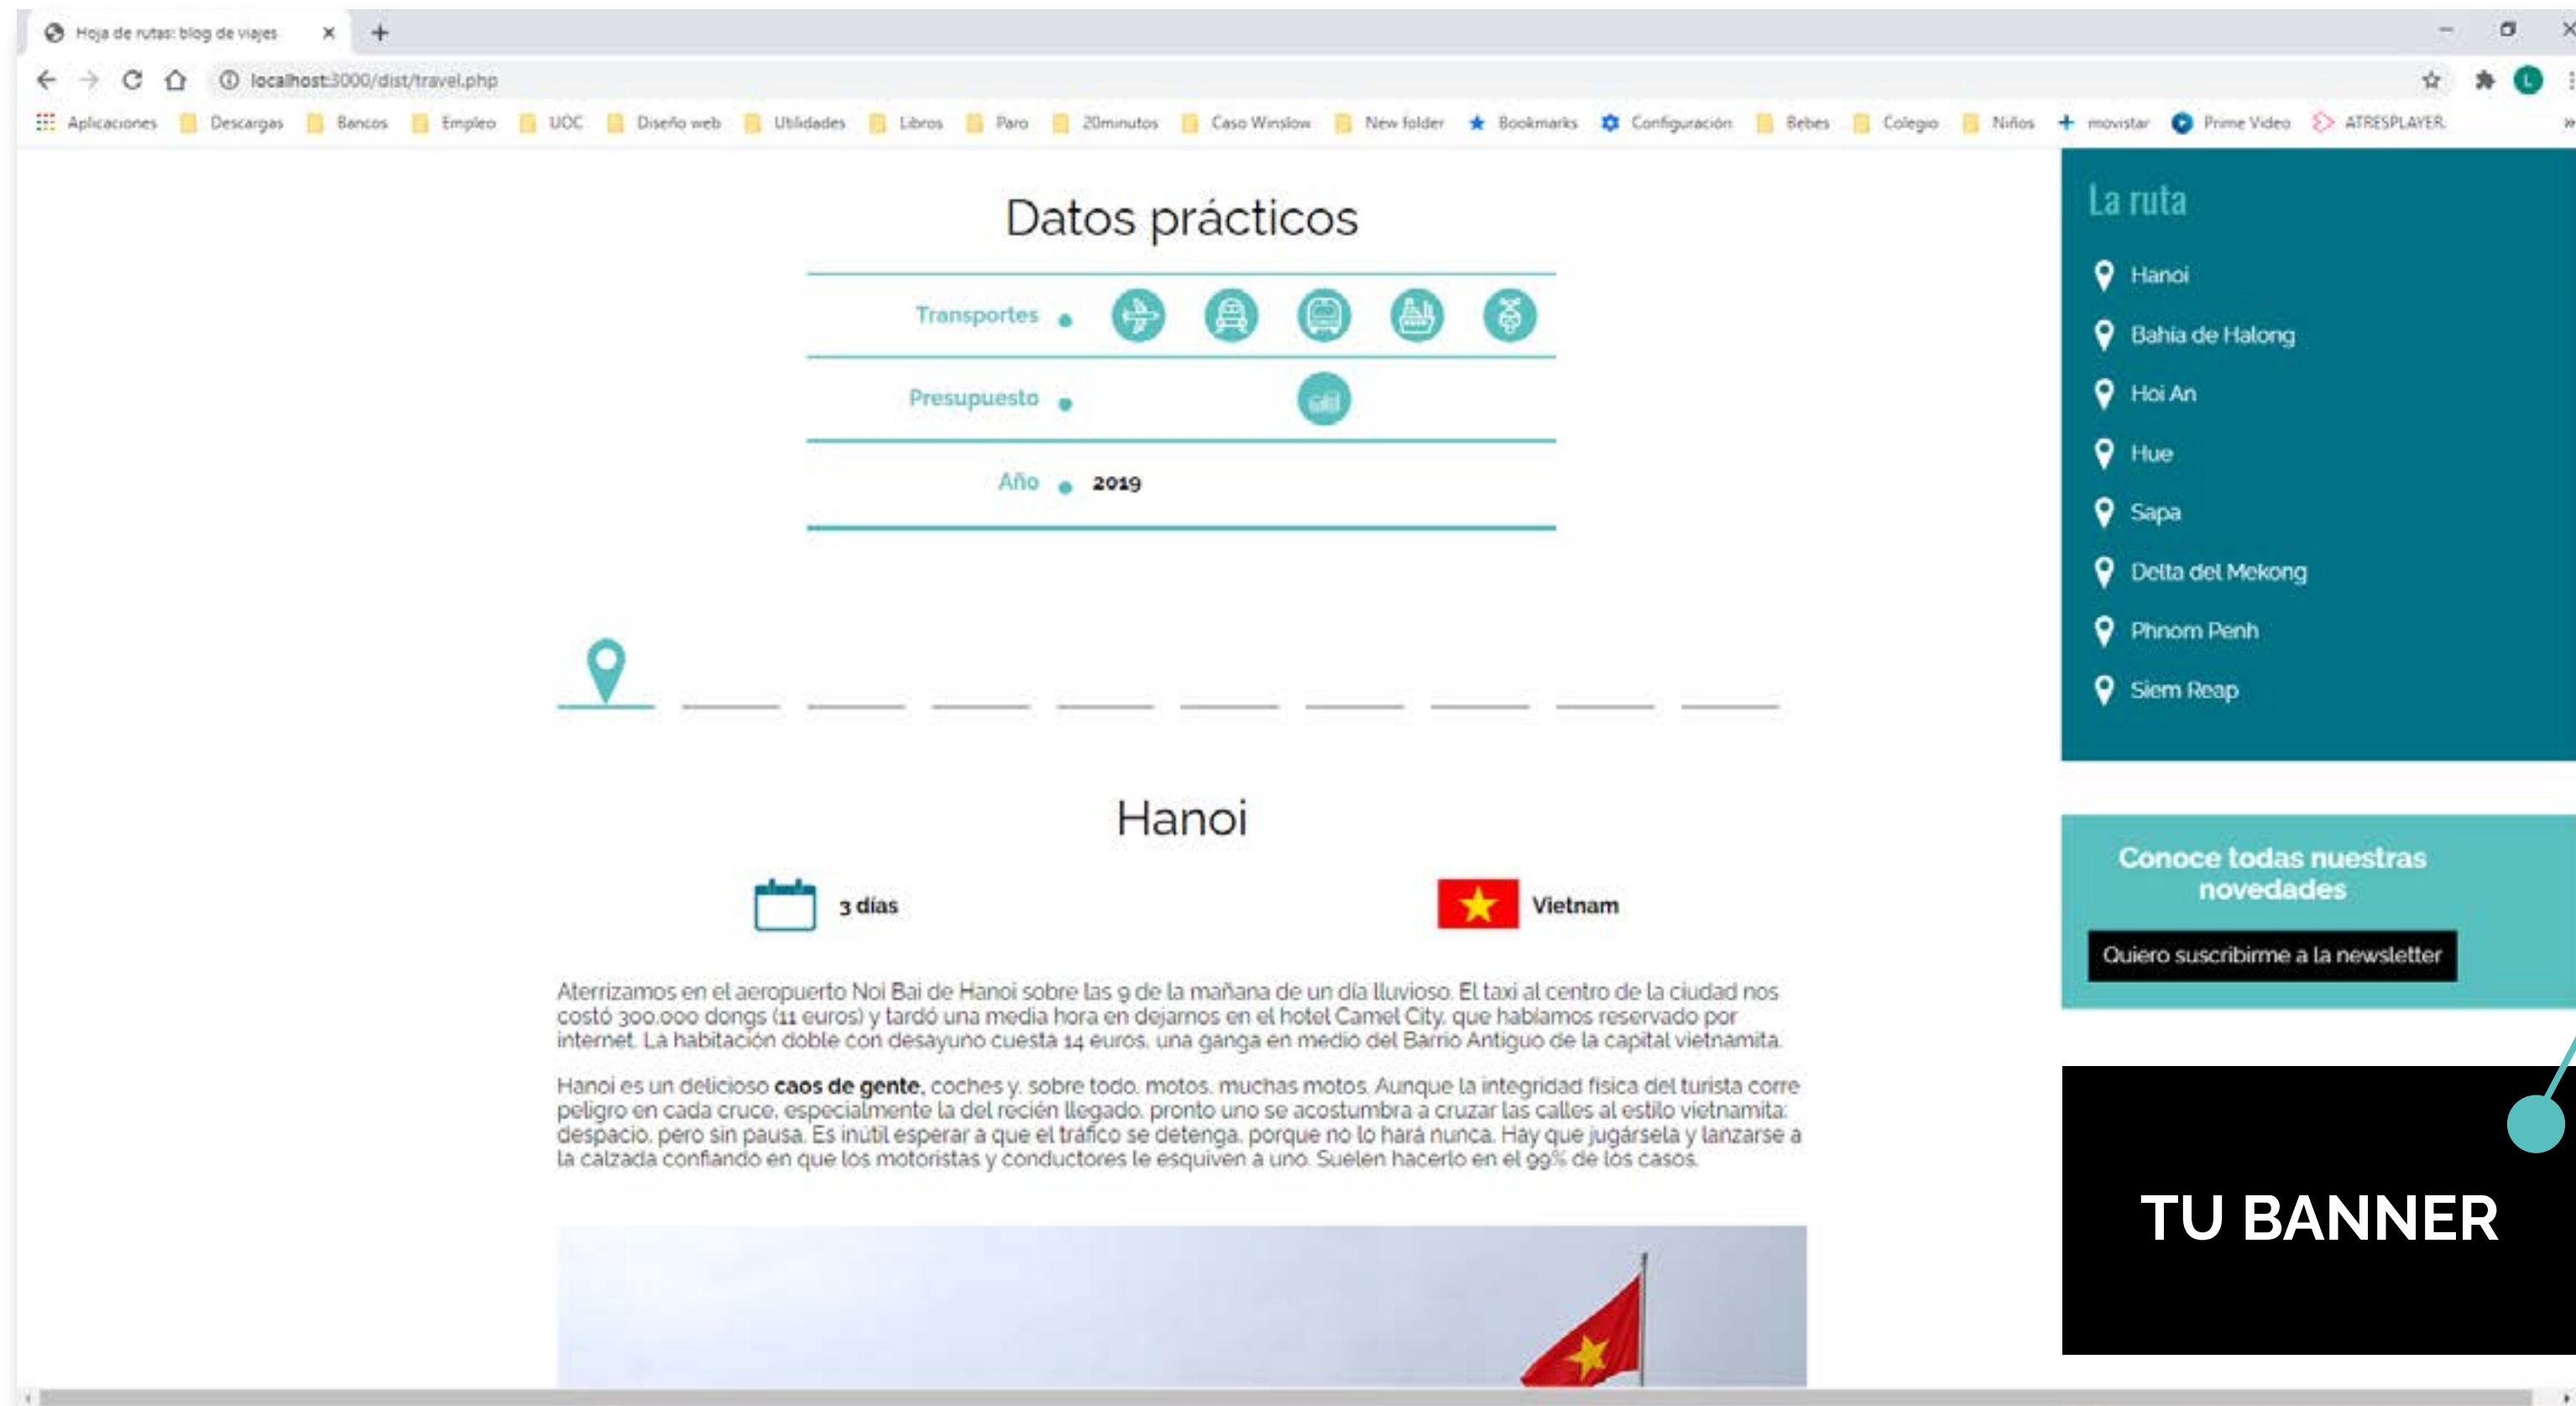 Hoja de rutas: blog de viajes
localhost:3000/dist/travel.php
L
Aplicaciones Descargas Bancos Empleo UOC Diseño web Utilidades Libros Paro 20minutos Caso Winslow New folder Bookmarks Configuración Bebes Colegio Niños movistar Prime Video ATRESPLAYER.
Datos prácticos
Transportes
Presupuesto
Año 2019
Hanoi
3 días Vietnam
Aterrizamos en el aeropuerto Noi Bai de Hanoi sobre las 9 de la mañana de un día lluvioso. El taxi al centro de la ciudad nos
costó 300.000 dongs (11 euros) y tardó una media hora en dejarnos en el hotel Camel City, que habíamos reservado por
internet. La habitación doble con desayuno cuesta 14 euros, una ganga en medio del Barrio Antiguo de la capital vietnamita.
Hanoi es un delicioso caos de gente, coches y, sobre todo, motos, muchas motos. Aunque la integridad física del turista corre
peligro en cada cruce, especialmente la del recién llegado, pronto uno se acostumbra a cruzar las calles al estilo vietnamita:
despacio, pero sin pausa. Es inútil esperar a que el tráfico se detenga, porque no lo hará nunca. Hay que jugársela y lanzarse a
la calzada confiando en que los motoristas y conductores le esquiven a uno. Suelen hacerlo en el 99% de los casos.
La ruta
Hanoi
Bahía de Halong
Hoi An
Hue
Sapa
Delta del Mekong
Phnom Penh
Siem Reap
Conoce todas nuestras
novedades
Quiero suscribirme a la newsletter
TU BANNER